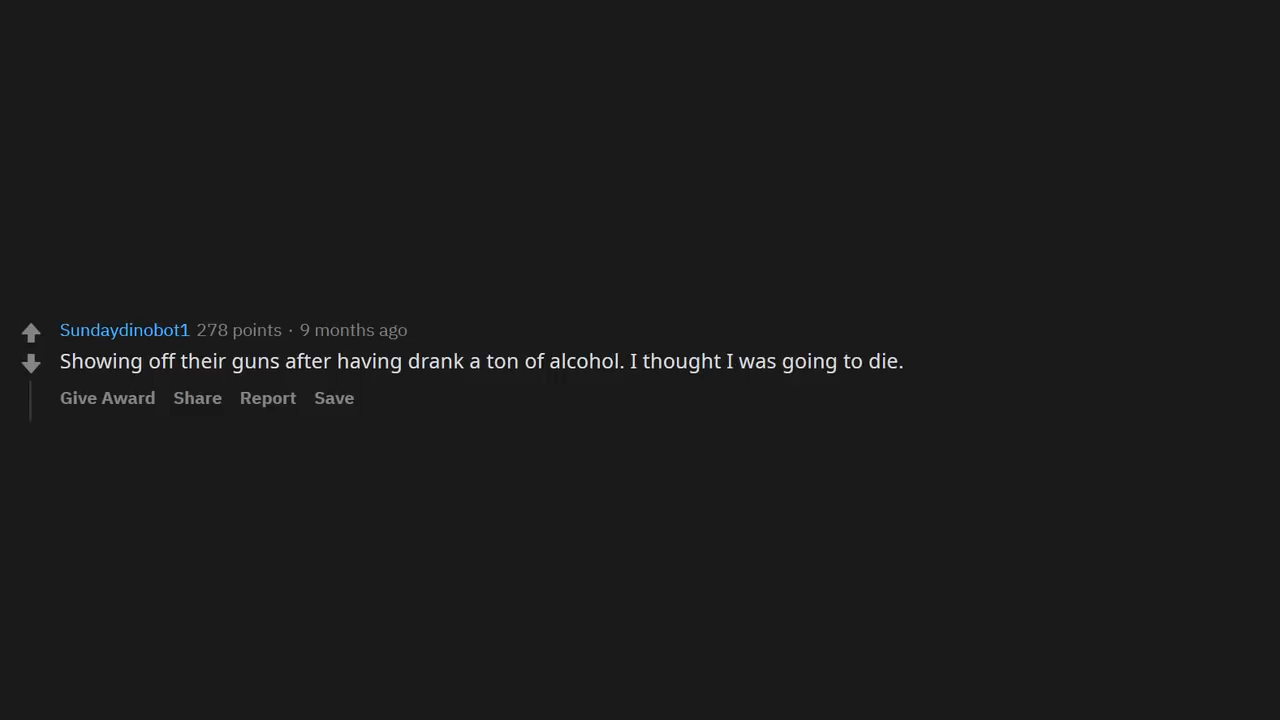 Sundaydinobot1 278 points · 9 months ago
Showing off their guns after having drank a ton of alcohol. I thought I was going to die.
Give Award Share Report Save